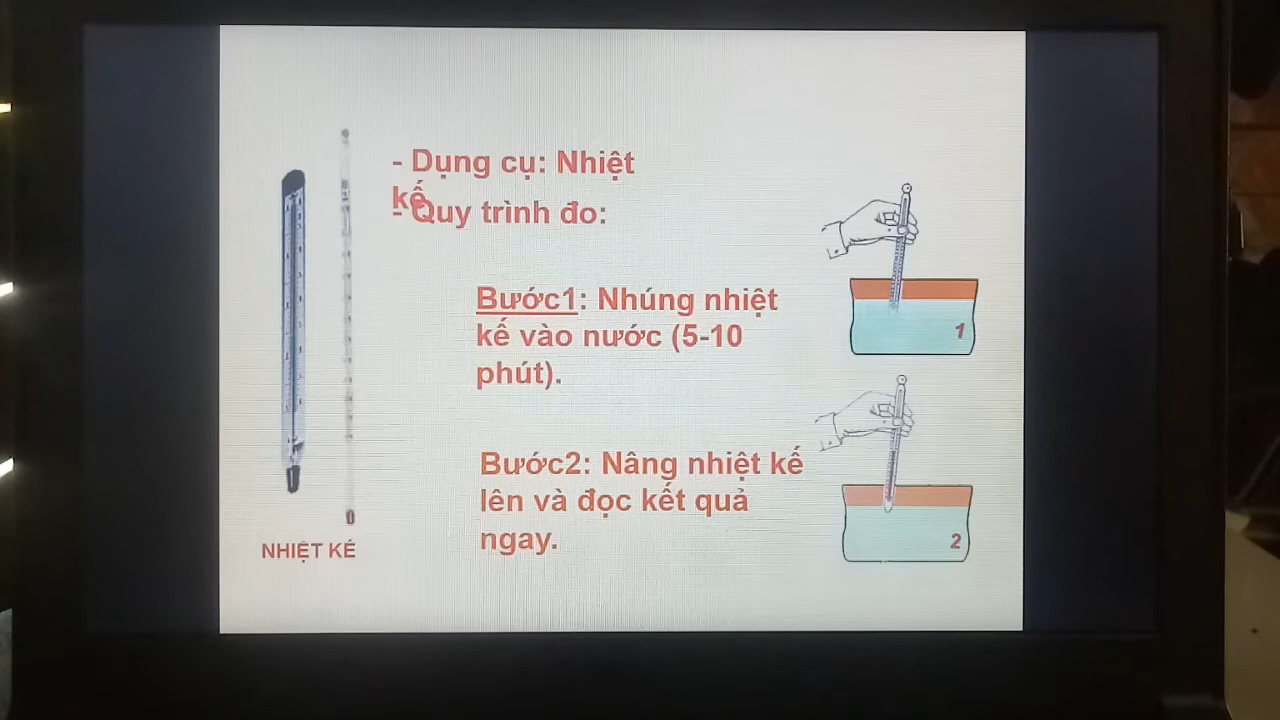 - Dụng cụ: Nhiệt
kế
- Quy trình đo:
Bước1: Nhúng nhiệt
kế vào nước (5-10
phút).
1
Bước2: Nâng nhiệt kế
lên và đọc kết quả
ngay.
2
NHIỆT KẾ